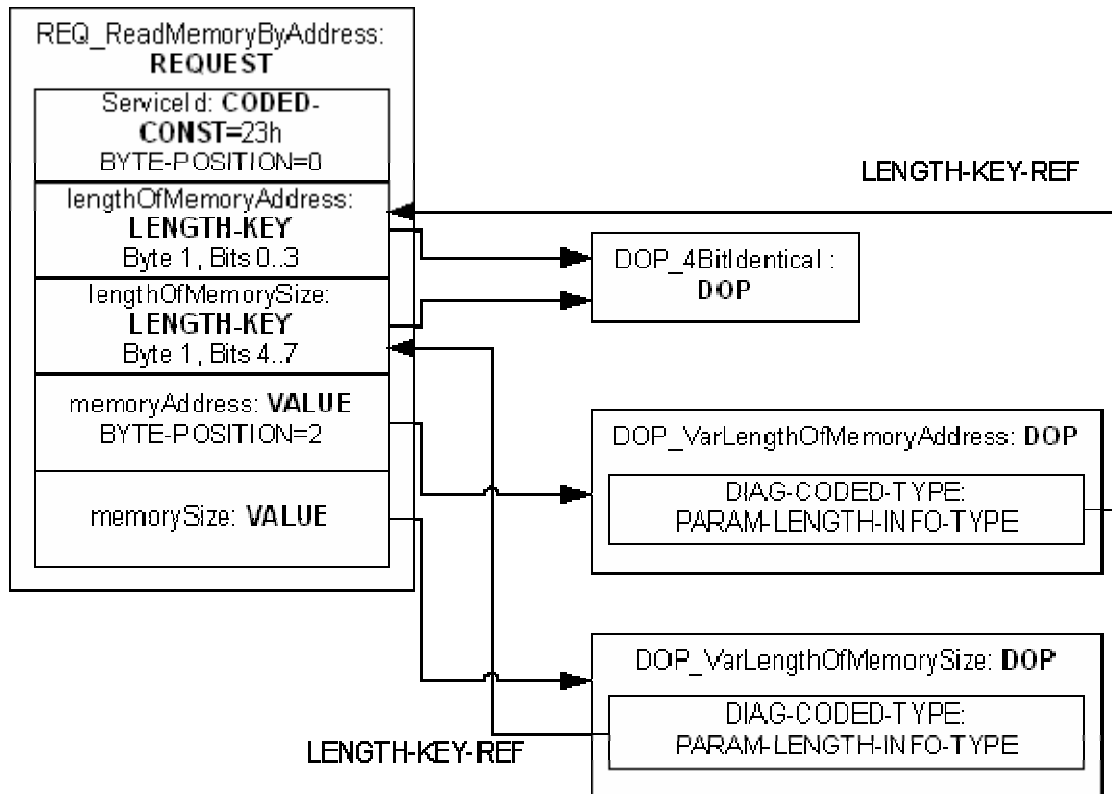 REQ_ReadMemoryByAddress:
REQUEST
ServiceId: CODED-
CONST=23h
BYTE-POSITION=0
lengthOfMemoryAddress:
LENGTH-KEY
Byte 1, Bits 0..3
lengthOfMemorySize:
LENGTH-KEY
Byte 1, Bits 4..7
memoryAddress: VALUE
BYTE-POSITION=2
memorySize: VALUE
LENGTH-KEY-REF
DOP_4BitIdentical :
DOP
DOP_VarLengthOfMemoryAddress: DOP
DIAG-CODED-TYPE:
PARAM-LENGTH-INFO-TYPE
DOP_VarLengthOfMemorySize: DOP
DIAG-CODED-TYPE:
PARAM-LENGTH-INFO-TYPE
LENGTH-KEY-REF